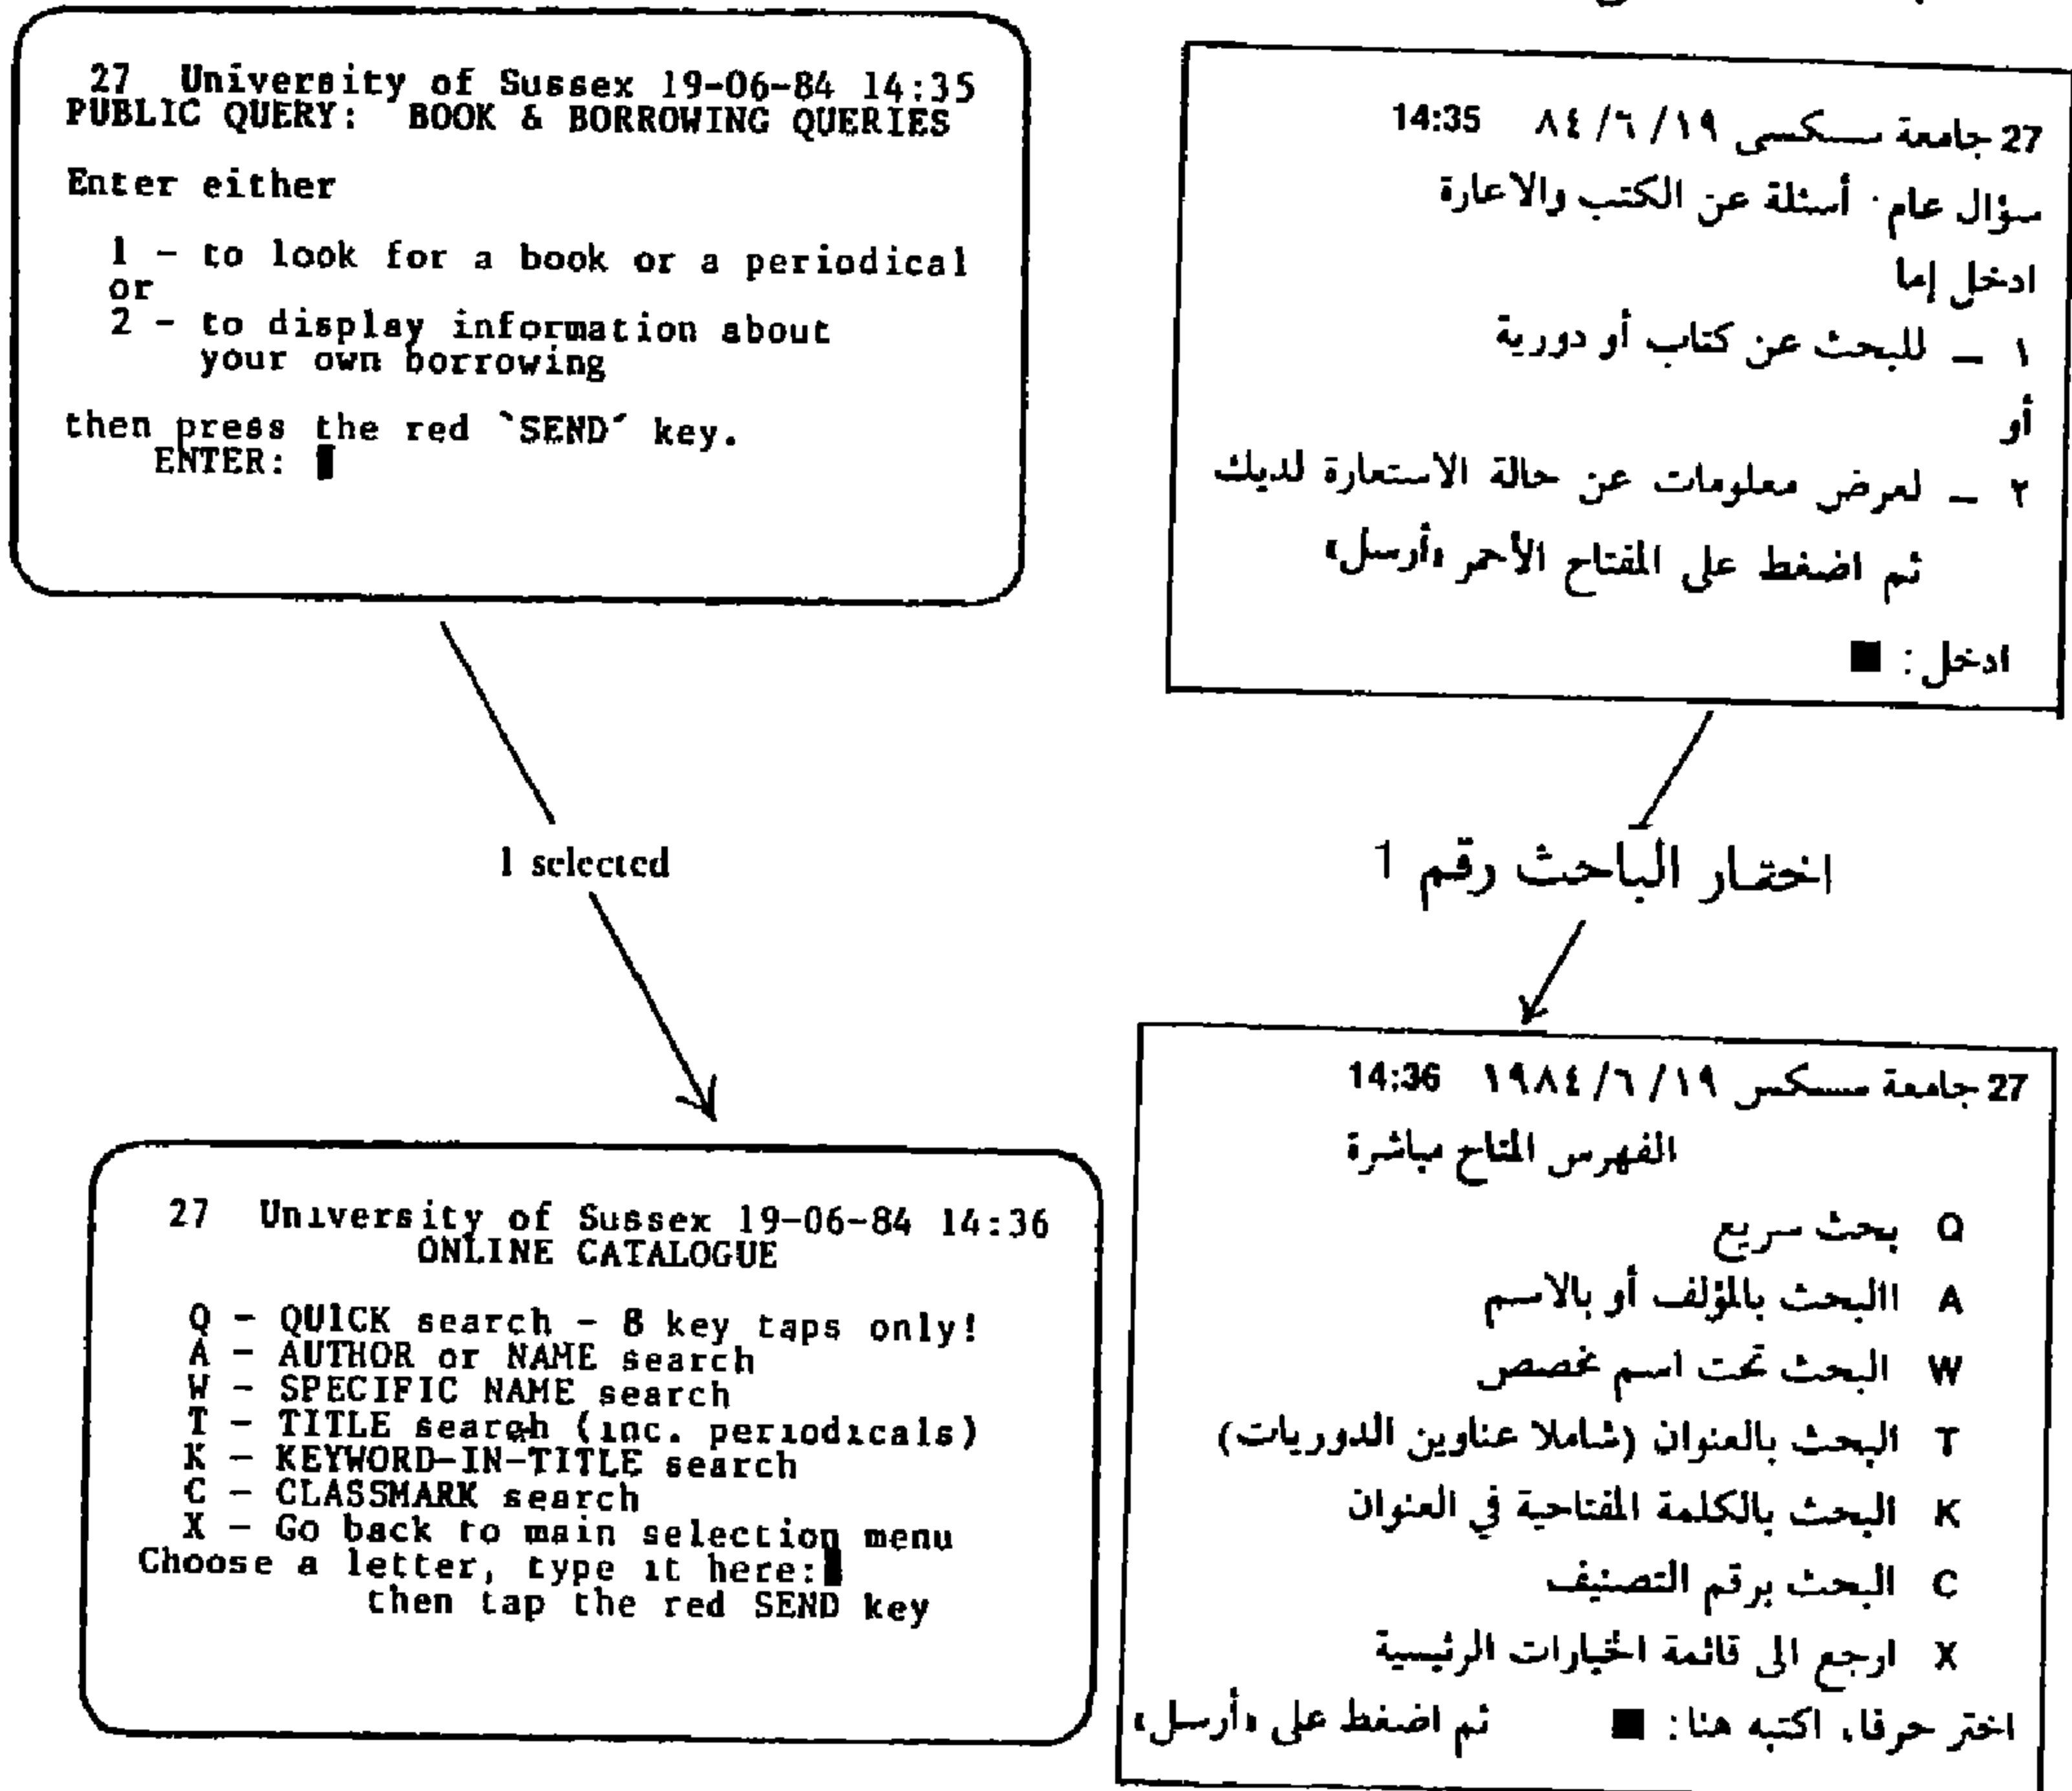 27 University of Sussex 19-06-84 14:35
PUBLIC QUERY: BOOK & BORROWING QUERIES
Enter either
1 - to look for a book or a periodical
or
2 - to display information about
your own borrowing
then press the red `SEND´ key.
ENTER:
27 جامعة سسكسى ١٩/٦/٨٤ 14:35
سؤال عام· أسئلة عن الكتب والاعارة
ادخل إما
١ – للبحث عن كتاب أو دورية
أو
٢ – لعرض معلومات عن حالة الاستعارة لديك
ثم اضغط على المفتاح الأحمر «أرسل»
ادخل:
1 selected
اختار الباحث رقم 1
27 University of Sussex 19-06-84 14:36
ONLINE CATALOGUE
Q - QUICK search - 8 key taps only!
A - AUTHOR or NAME search
W - SPECIFIC NAME search
T - TITLE search (inc. periodicals)
K - KEYWORD-IN-TITLE search
C - CLASSMARK search
X - Go back to main selection menu
Choose a letter, type it here:
then tap the red SEND key
27 جامعة سسكس ١٩/٦/١٩٨٤ 14:36
الفهرس المتاح مباشرة
Q بحث سريع
A االبحث بالمؤلف أو بالاسم
W البحث تحت اسم مخصص
T البحث بالعنوان (شاملا عناوين الدوريات)
K البحث بالكلمة المفتاحية في العنوان
C البحث برقم التصنيف
X ارجع الى قائمة الخيارات الرئيسية
اختر حرفا، اكتبه هنا: ثم اضغط على «أرسل»